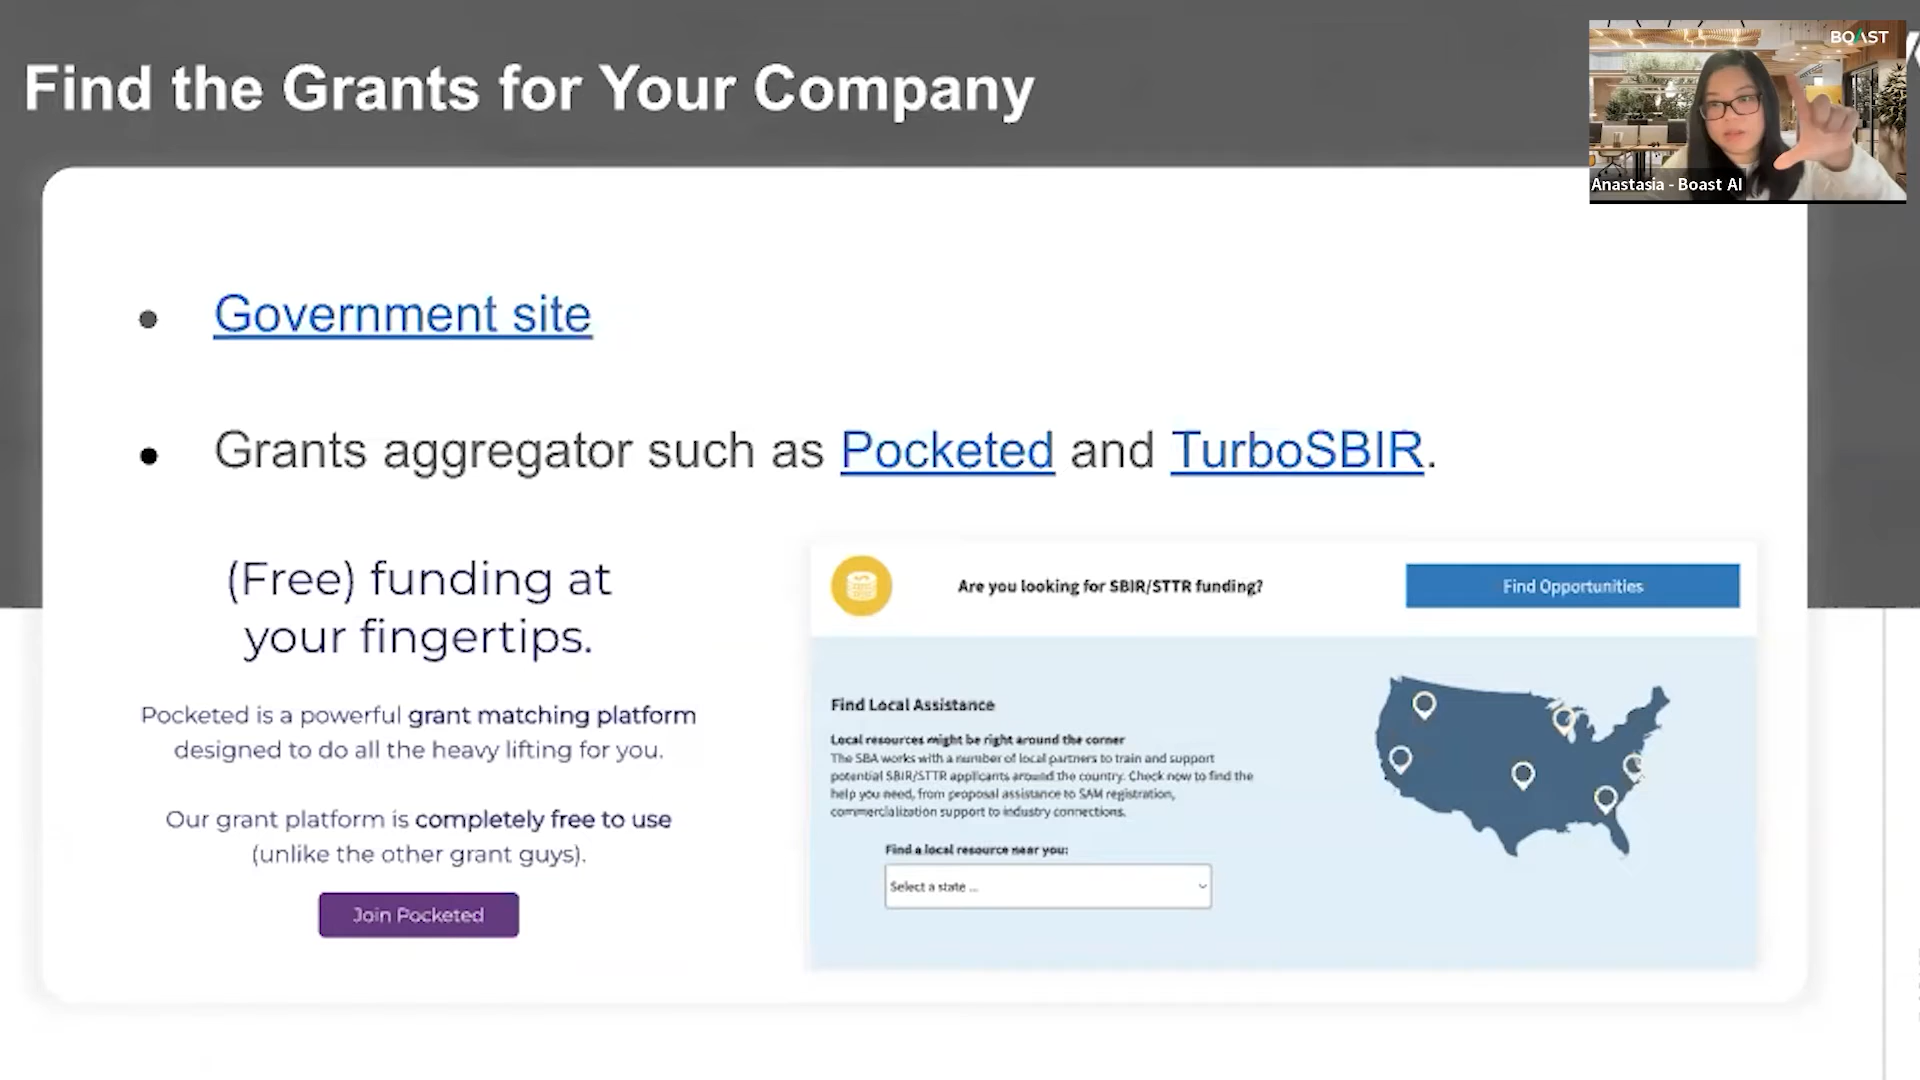 Find the Grants for Your Company
BOAST
Anastasia - Boast AI
Government site
Grants aggregator such as Pocketed and TurboSBIR.
(Free) funding at
your fingertips.
Pocketed is a powerful grant matching platform
designed to do all the heavy lifting for you.
Our grant platform is completely free to use
(unlike the other grant guys).
Join Pocketed
Are you looking for SBIR/STTR funding?
Find Opportunities
Find Local Assistance
Local resources might be right around the corner
The SBA works with a number of local partners to train and support
potential SBIR/STTR applicants around the country. Check now to find the
help you need, from proposal assistance to SAM registration,
commercialization support to industry connections.
Find a local resource near you:
Select a state ...